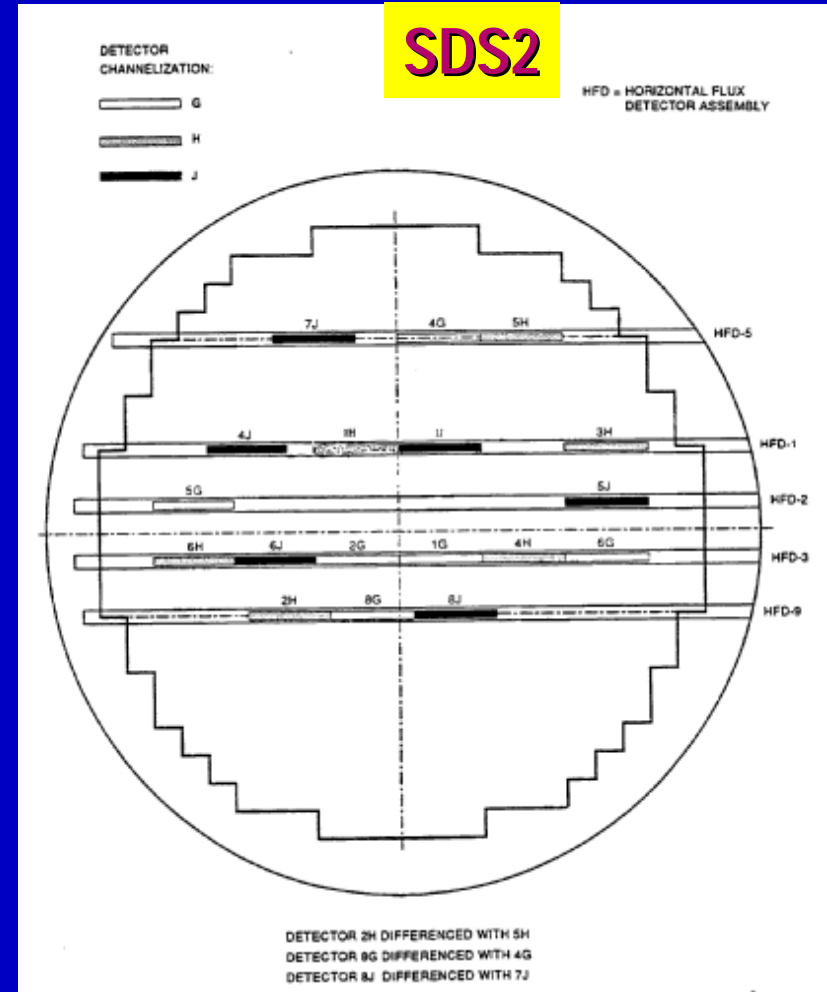 SDS2
DETECTOR
CHANNELIZATION:
G
H
J
HFD = HORIZONTAL FLUX
DETECTOR ASSEMBLY
7J 4G 5H
HFD-5
4J 1H 1J 3H
HFD-1
5G 5J
HFD-2
6H 6J 2G 1G 4H 6G
HFD-3
2H 8G 8J
HFD-9
DETECTOR 2H DIFFERENCED WITH 5H
DETECTOR 8G DIFFERENCED WITH 4G
DETECTOR 8J DIFFERENCED WITH 7J